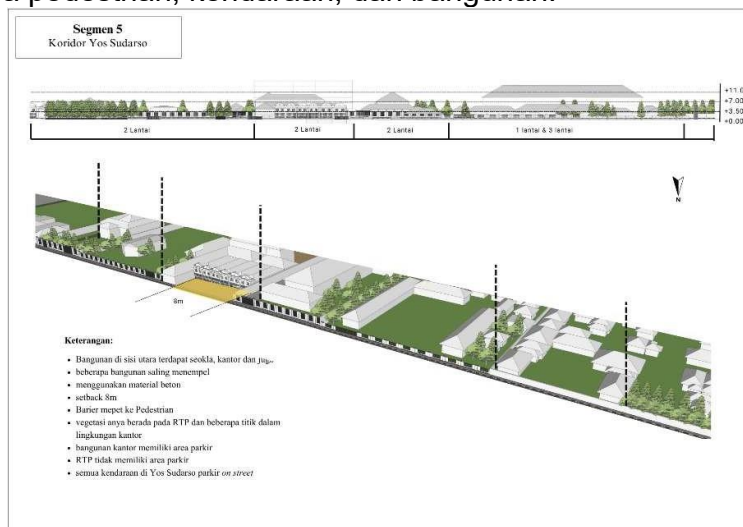 a pedestrian, kendaraan, dan bangunan.
Segmen 5
Koridor Yos Sudarso
+11.0
+7.00
+3.50
+0.00
2 Lantai
2 Lantai
2 Lantai
1 lantai & 3 lantai
N
8m
Keterangan:
• Bangunan di sisi utara terdapat seokla, kantor dan
• beberapa bangunan saling menempel
• menggunakan material beton
• setback 8m
• Barier mepet ke Pedestrian
• vegetasi anya berada pada RTP dan beberapa titik dalam
lingkungan kantor
• bangunan kantor memiliki area parkir
• RTP tidak memiliki area parkir
• semua kendaraan di Yos Sudarso parkir on street